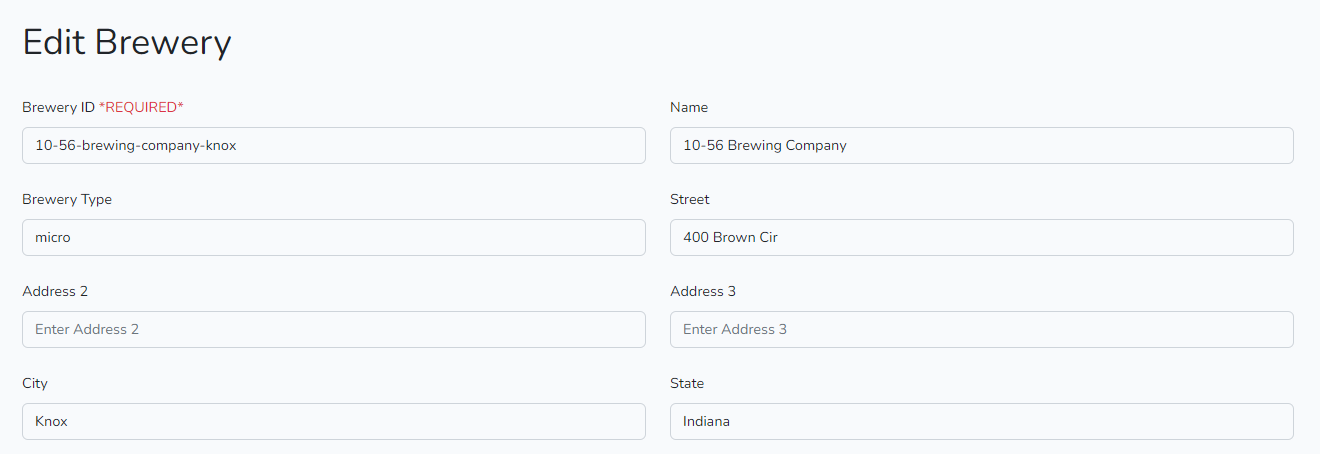 Edit Brewery
Brewery ID *REQUIRED*
Name
10-56-brewing-company-knox
10-56 Brewing Company
Brewery Type
Street
micro
400 Brown Cir
Address 2
Address 3
Enter Address 2
Enter Address 3
City
State
Knox
Indiana